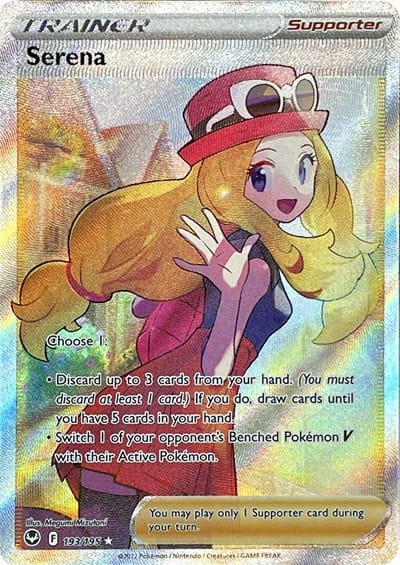 TRAINER Supporter
Serena
Choose 1:
• Discard up to 3 cards from your hand. (You must
discard at least 1 card.) If you do, draw cards until
you have 5 cards in your hand.
• Switch 1 of your opponent's Benched Pokémon V
with their Active Pokémon.
Illus. Megumi Mizutani
You may play only 1 Supporter card during
your turn.
F 193/195 ★
©2022 Pokémon / Nintendo / Creatures / GAME FREAK